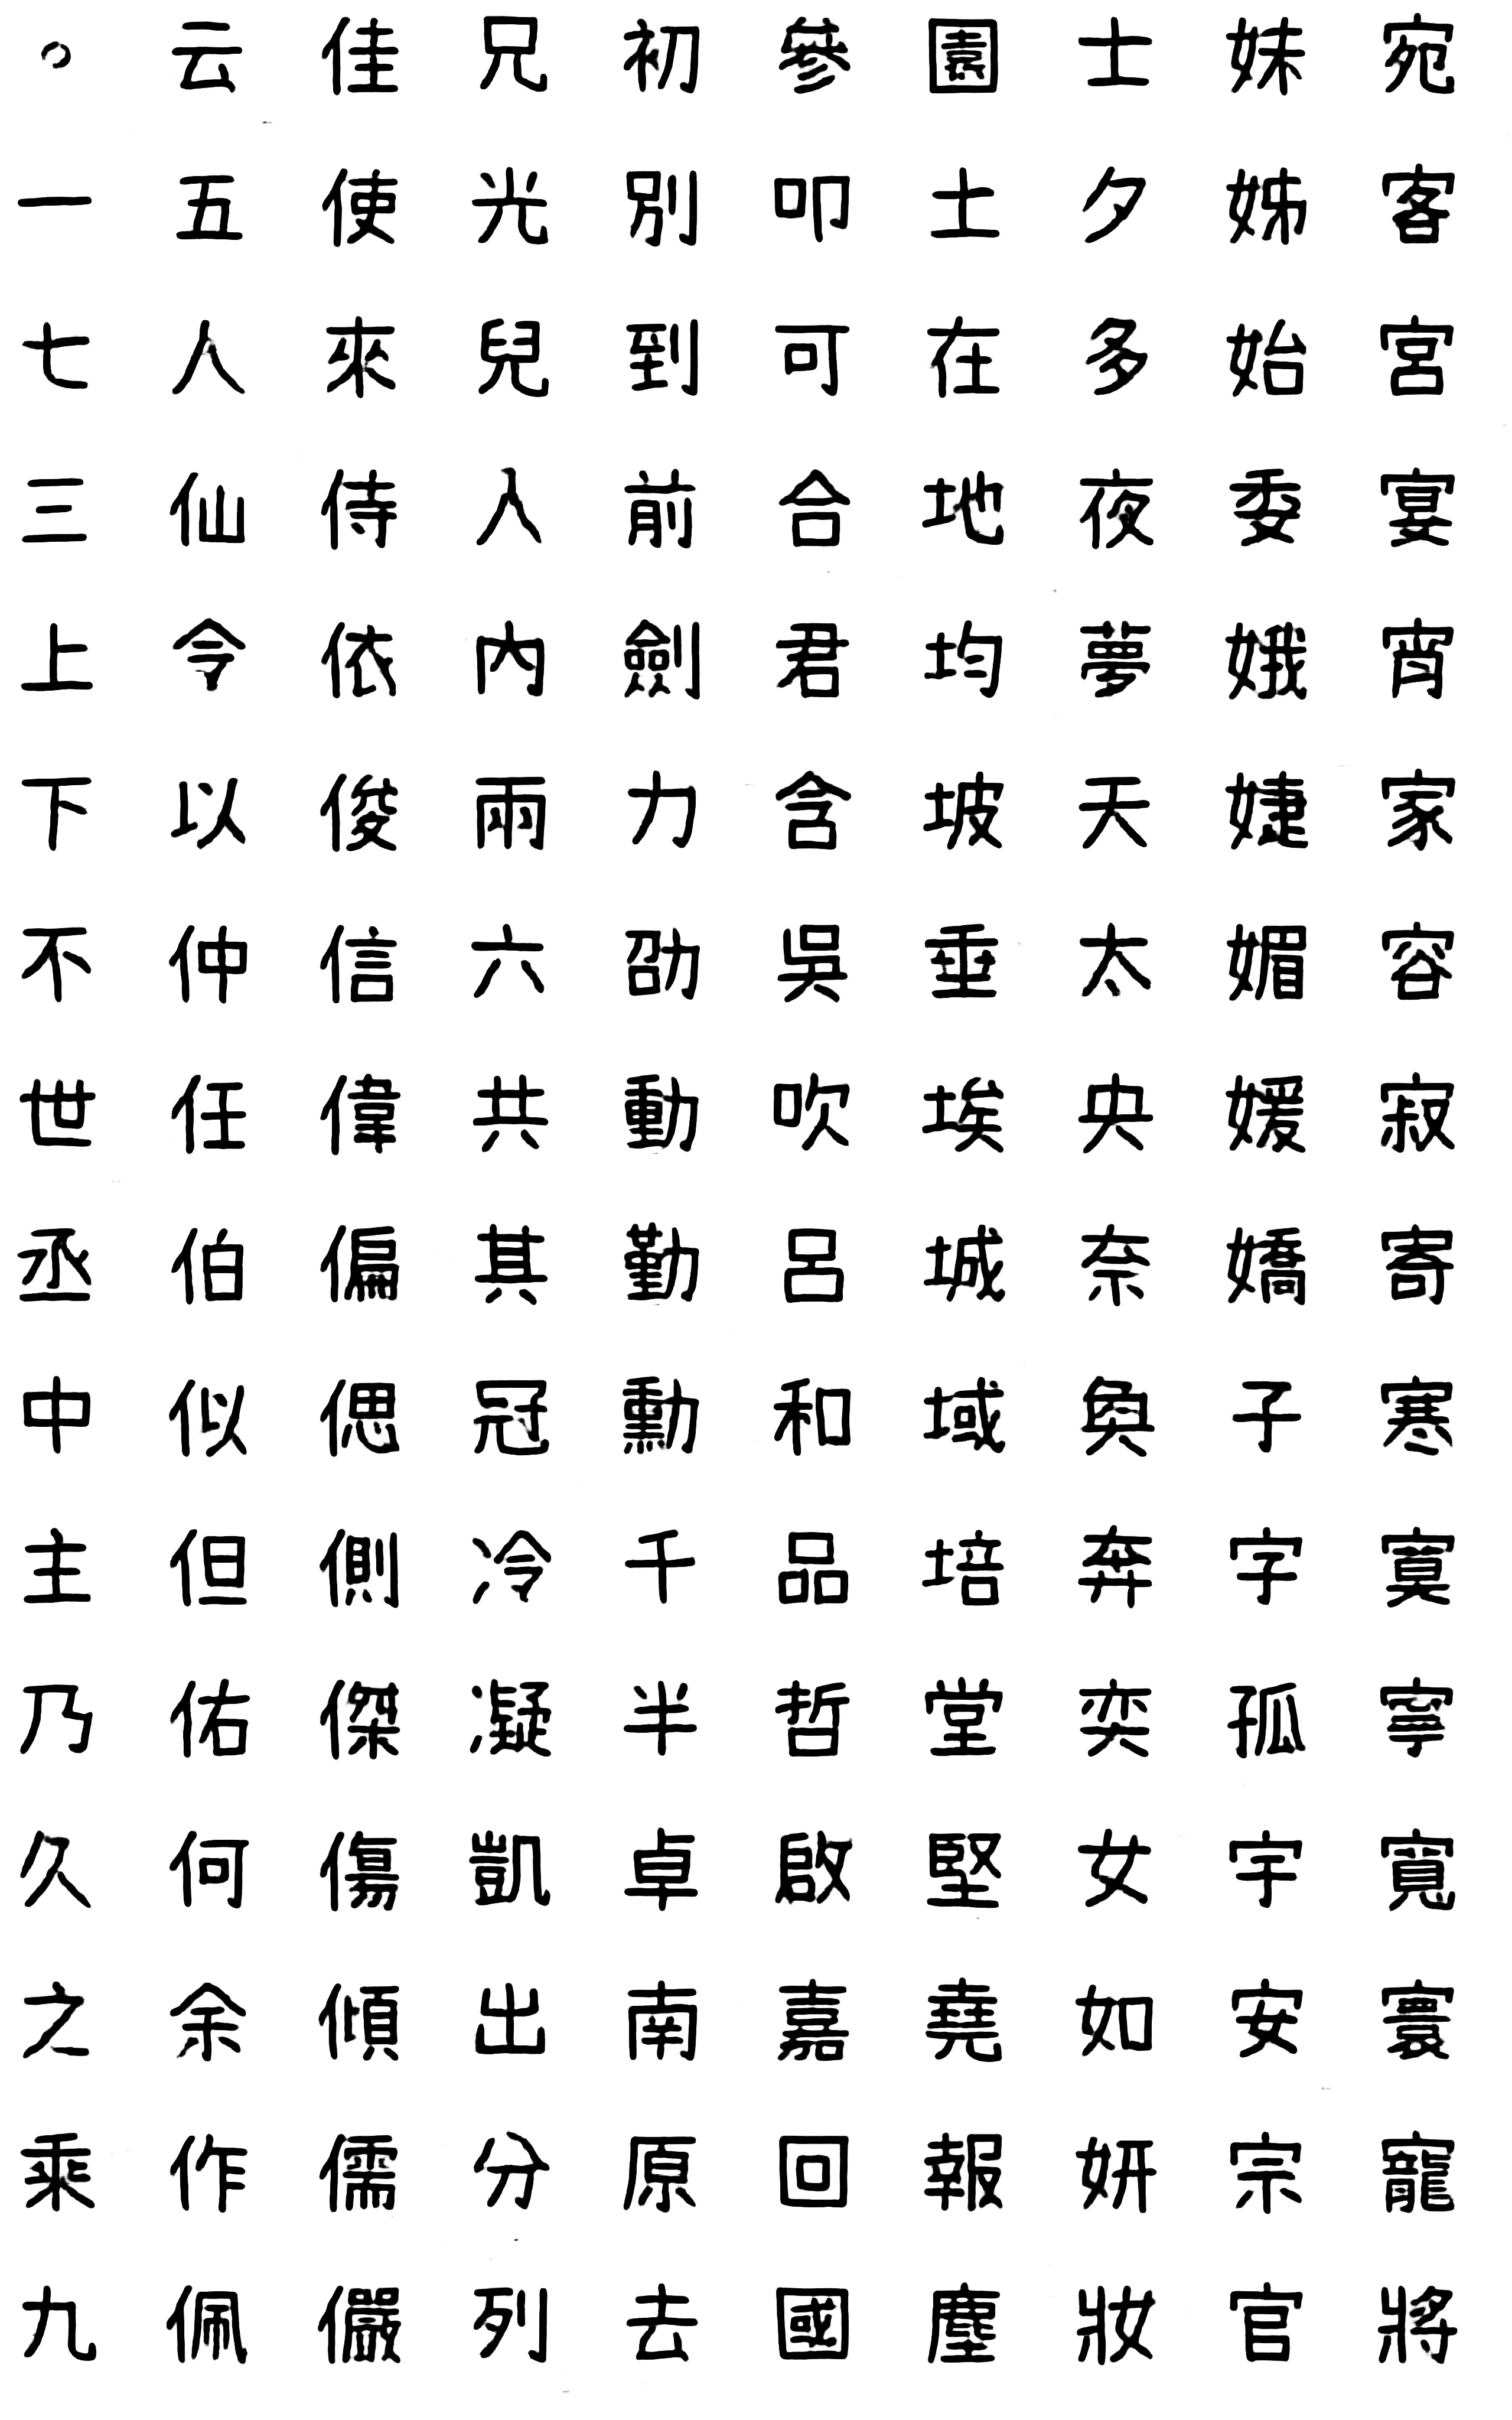 。一七三上下不世丞中主乃久之乘九
云五人仙令以仲任伯似但佑何余作佩
佳使來侍依俊信偉偏偲側傑傷傾儒儼
兄光兒入內兩六共其冠冷凝凱出分列
初別到前劍力劭動勤勳千半卓南原去
參叩可合君含吳吹呂和品哲啟嘉回國
園土在地均坡垂埃城域培堂堅堯報塵
士夕多夜夢天太央奈奐奔奕女如妍妝
妹姊始委娥婕媚媛嬌子字孤宇安宗官
宛客宮宴宵家容寂寄寒寞寧寬寰寵將